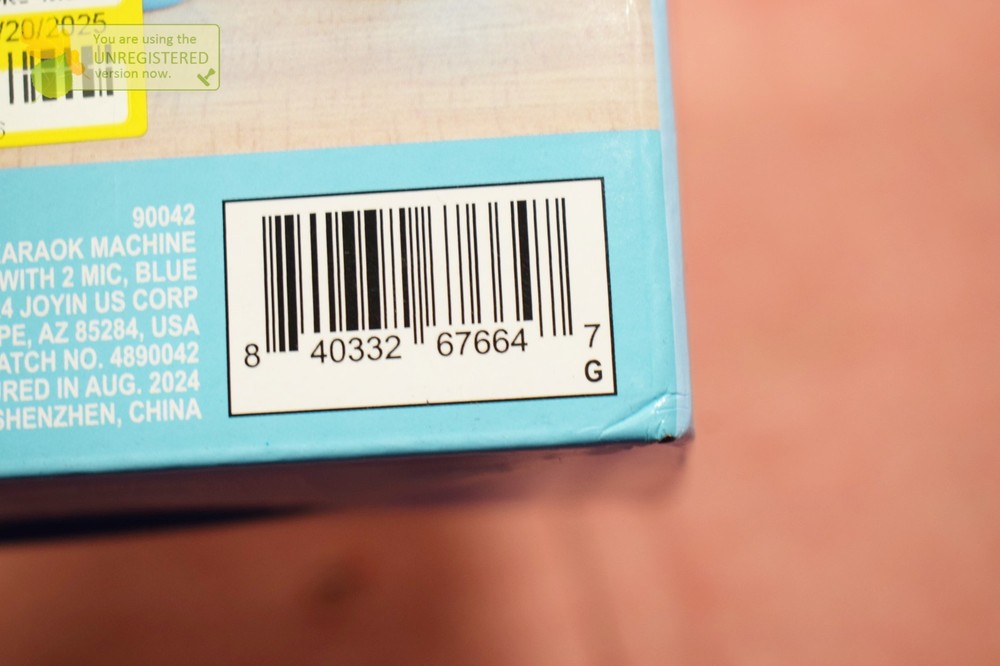 /20/2025
You are using the
UNREGISTERED
version now.
90042
ARAOK MACHINE
WITH 2 MIC, BLUE
4 JOYIN US CORP
PE, AZ 85284, USA
ATCH NO. 4890042
RED IN AUG. 2024
SHENZHEN, CHINA
8 40332 67664 7
G